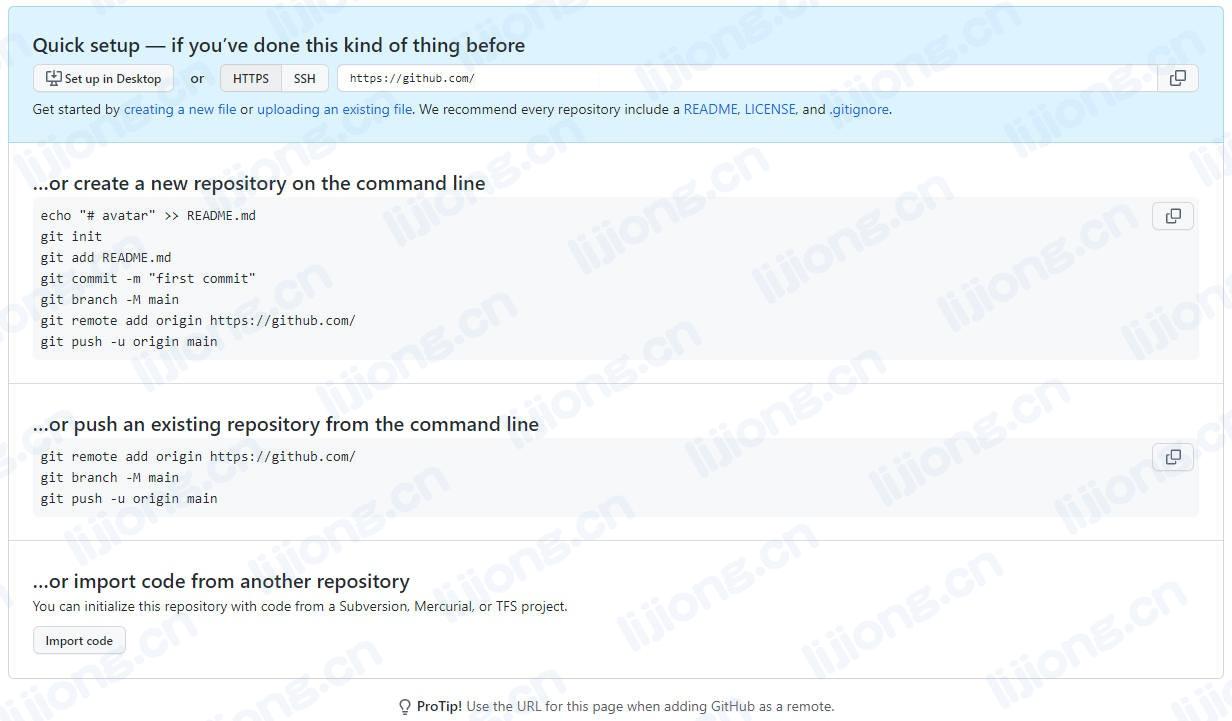 Quick setup — if you’ve done this kind of thing before
Set up in Desktop or HTTPS SSH https://github.com/
Get started by creating a new file or uploading an existing file. We recommend every repository include a README, LICENSE, and .gitignore.
...or create a new repository on the command line
echo "# avatar" >> README.md
git init
git add README.md
git commit -m "first commit"
git branch -M main
git remote add origin https://github.com/
git push -u origin main
...or push an existing repository from the command line
git remote add origin https://github.com/
git branch -M main
git push -u origin main
...or import code from another repository
You can initialize this repository with code from a Subversion, Mercurial, or TFS project.
Import code
ProTip! Use the URL for this page when adding GitHub as a remote.
lijiong.cn